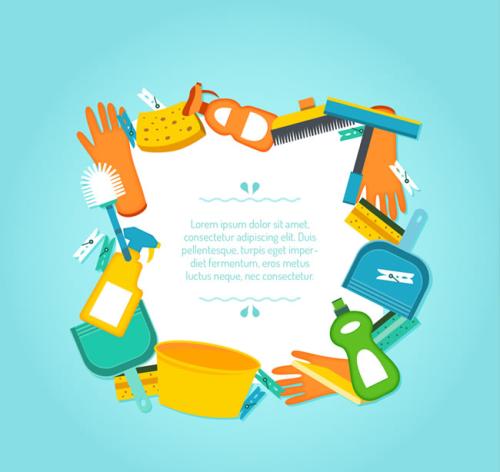 Lorem ipsum dolor sit amet,
consectetur adipiscing elit. Duis
pellentesque, turpis eget imper-
diet fermentum, eros metus
luctus neque, nec consectetur.